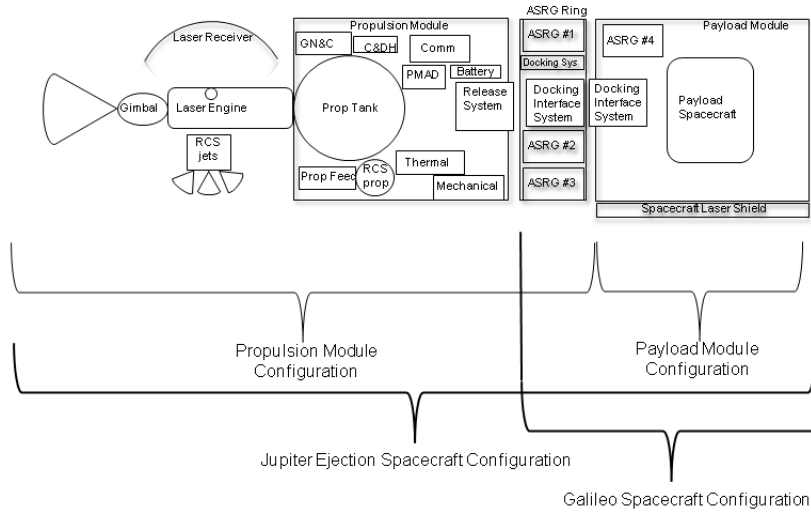 Laser Receiver
Gimbal
Laser Engine
RCS
jets
Propulsion Module
GN&C
C&DH
Comm
PMAD
Battery
Prop Tank
Release
System
Prop Feed
RCS
prop
Thermal
Mechanical
ASRG Ring
ASRG #1
Docking Sys
Docking
Interface
System
ASRG #2
ASRG #3
Payload Module
ASRG #4
Docking
Interface
System
Payload
Spacecraft
Spacecraft Laser Shield
Propulsion Module
Configuration
Payload Module
Configuration
Jupiter Ejection Spacecraft Configuration
Galileo Spacecraft Configuration